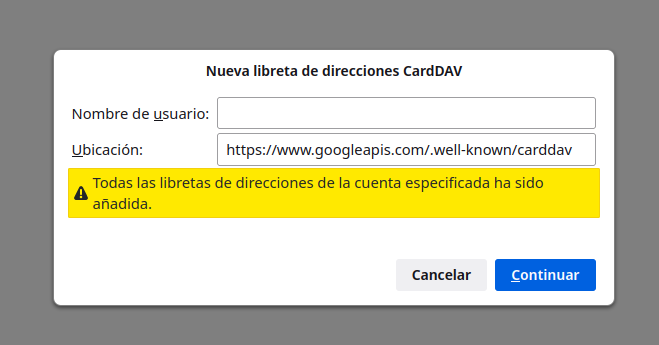 Nueva libreta de direcciones CardDAV
Nombre de usuario:
Ubicación: https://www.googleapis.com/.well-known/carddav
Todas las libretas de direcciones de la cuenta especificada ha sido
añadida.
Cancelar Continuar